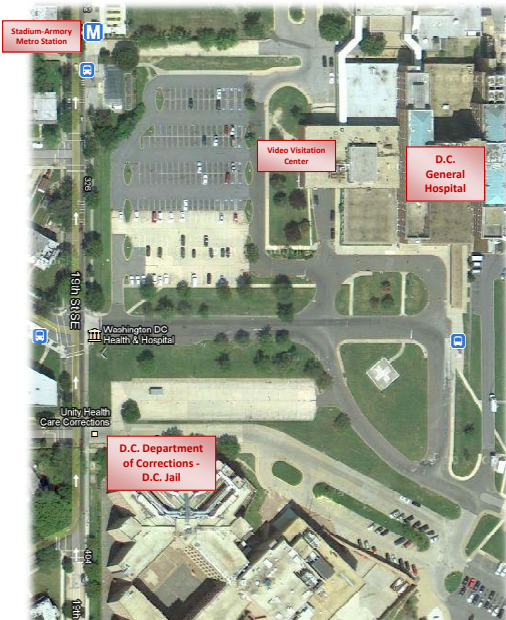 Stadium-Armory
Metro Station
M
Video Visitation
Center
D.C.
General
Hospital
326
19th St SE
Washington DC
Health & Hospital
Unity Health
Care Corrections
D.C. Department
of Corrections -
D.C. Jail
404
19th